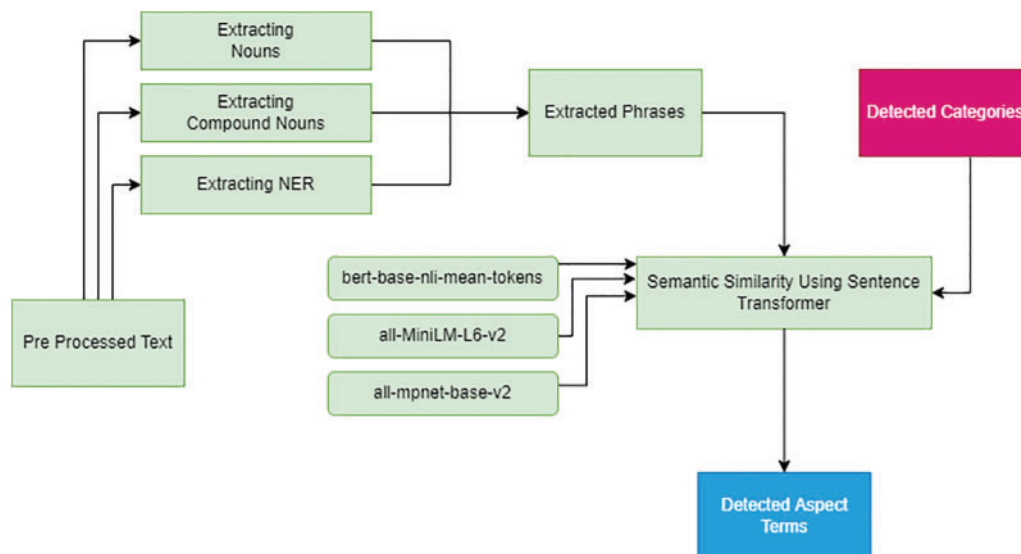 Extracting
Nouns
Extracting
Compound Nouns
Extracting NER
Extracted Phrases
Detected Categories
bert-base-nli-mean-tokens
all-MiniLM-L6-v2
all-mpnet-base-v2
Semantic Similarity Using Sentence
Transformer
Pre Processed Text
Detected Aspect
Terms